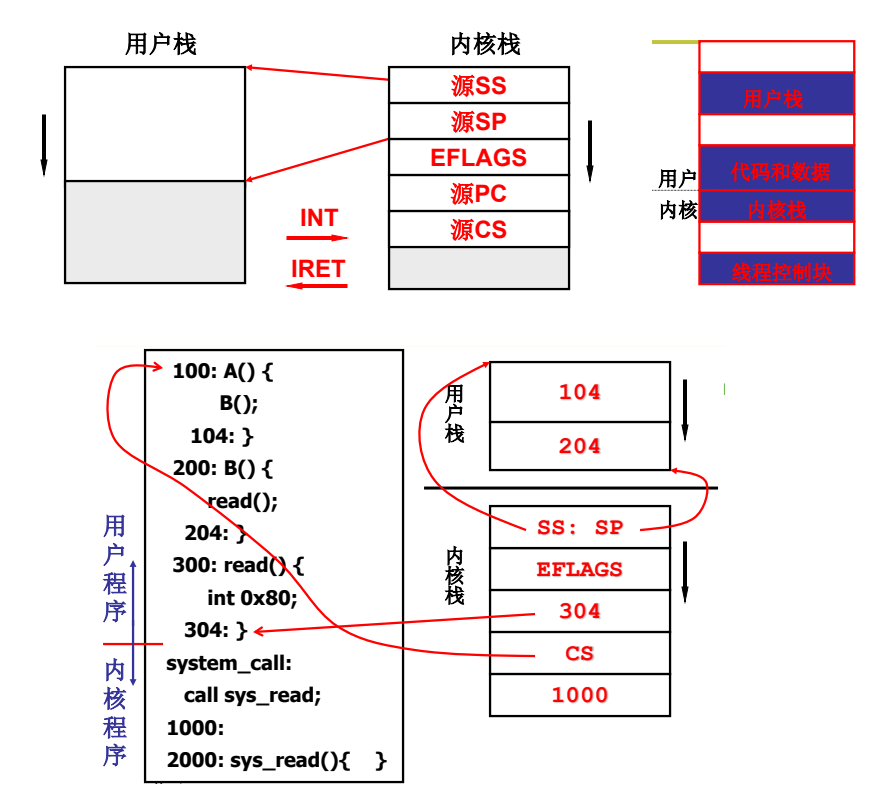 用户栈
内核栈
源SS
源SP
EFLAGS
源PC
源CS
INT
IRET
用户栈
代码和数据
用户
内核
内核栈
线程控制块
100: A() {
B();
104: }
200: B() {
read();
204: }
300: read() {
int 0x80;
304: }
system_call:
call sys_read;
1000:
2000: sys_read(){ }
用户程序
内核程序
用户栈
104
204
内核栈
SS: SP
EFLAGS
304
CS
1000